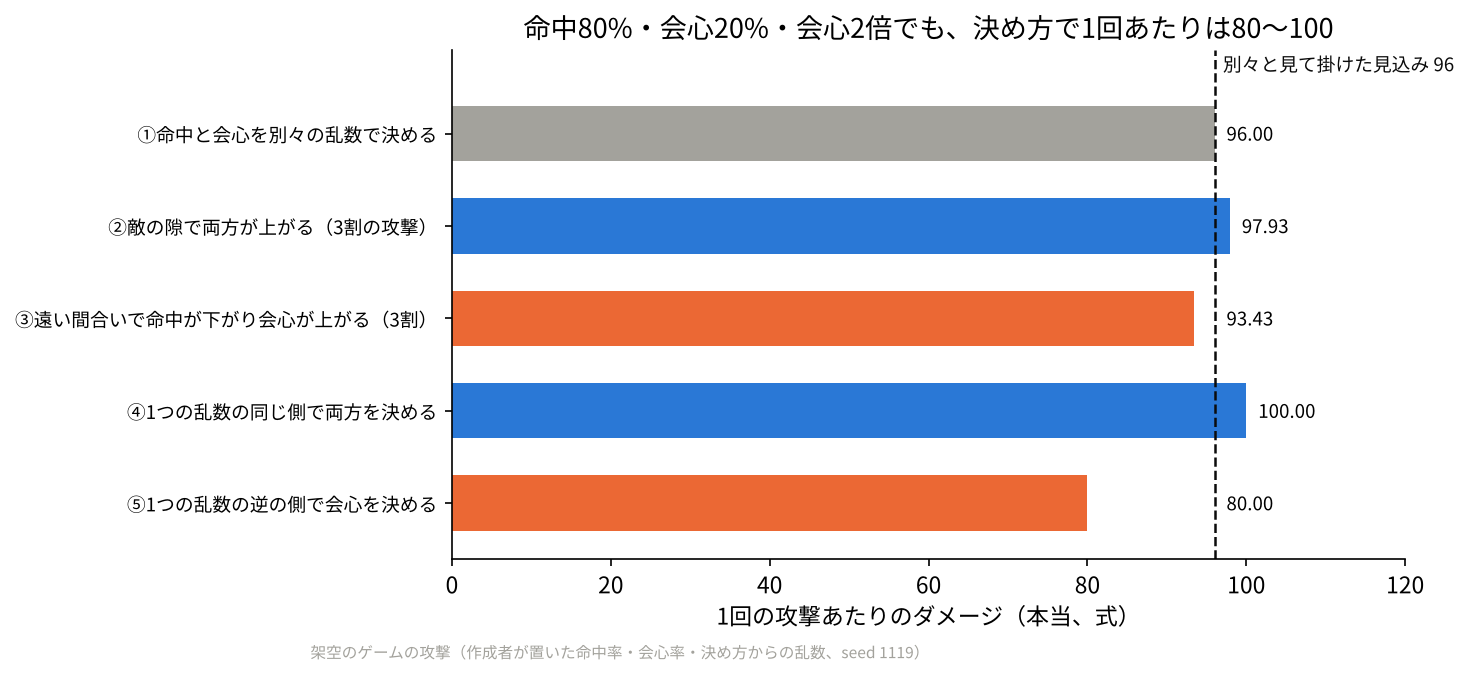 命中80%・会心20%・会心2倍でも、決め方で1回あたりは80〜100
別々と見て掛けた見込み 96
①命中と会心を別々の乱数で決める
96.00
②敵の隙で両方が上がる（3割の攻撃）
97.93
③遠い間合いで命中が下がり会心が上がる（3割）
93.43
④1つの乱数の同じ側で両方を決める
100.00
⑤1つの乱数の逆の側で会心を決める
80.00
0 20 40 60 80 100 120
1回の攻撃あたりのダメージ（本当、式）
架空のゲームの攻撃（作成者が置いた命中率・会心率・決め方からの乱数、seed 1119）